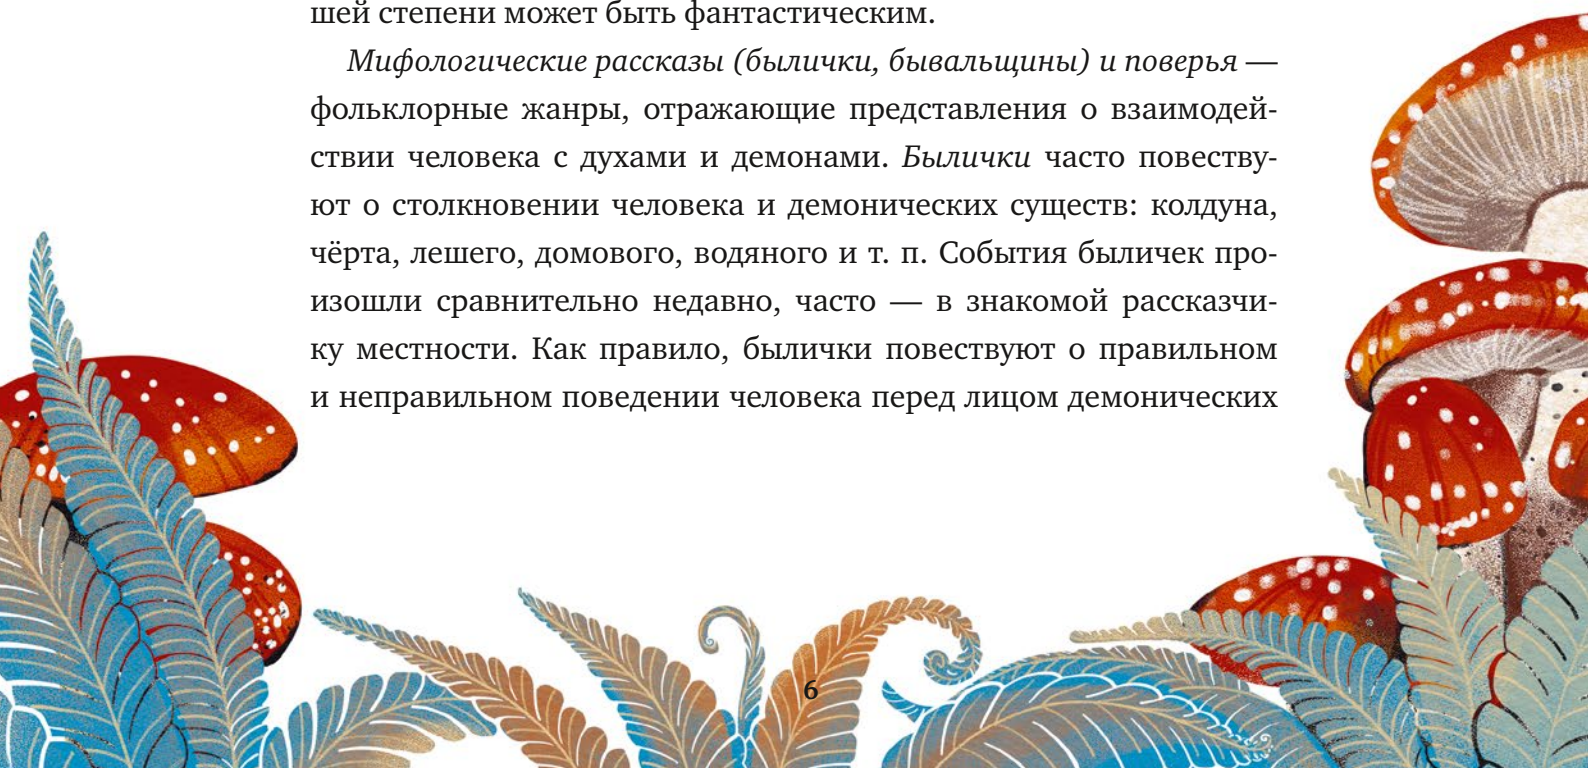 шей степени может быть фантастическим.
Мифологические рассказы (былички, бывальщины) и поверья —
фольклорные жанры, отражающие представления о взаимодей-
ствии человека с духами и демонами. Былички часто повеству-
ют о столкновении человека и демонических существ: колдуна,
чёрта, лешего, домового, водяного и т. п. События быличек про-
изошли сравнительно недавно, часто — в знакомой рассказчи-
ку местности. Как правило, былички повествуют о правильном
и неправильном поведении человека перед лицом демонических
6